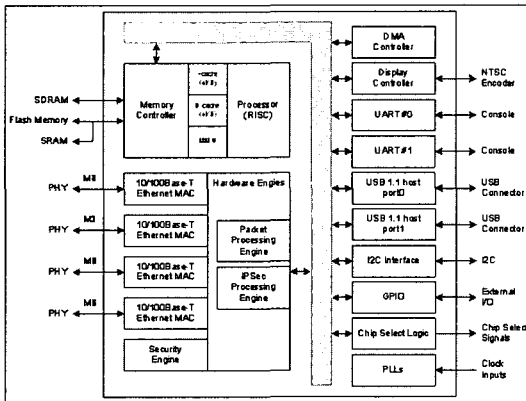 SDRAM
Flash Memory
SRAM
Memory
Controller
Processor
(RISC)
MII
PHY
PHY
MII
PHY
MII
PHY
10/100Base-T
Ethernet MAC
10/100Base-T
Ethernet MAC
10/100Base-T
Ethernet MAC
10/100Base-T
Ethernet MAC
Security
Engine
Hardware Engies
Packet
Processing
Engine
IPSec
Processing
Engine
DMA
Controller
Display
Controller
UART#0
UART#1
USB 1.1 host
port0
USB 1.1 host
port1
I2C interface
GPIO
Chip Select Logic
PLLs
NTSC
Encoder
Console
Console
USB
Connector
USB
Connector
I2C
External
I/O
Chip Select
Signals
Clock
Inputs